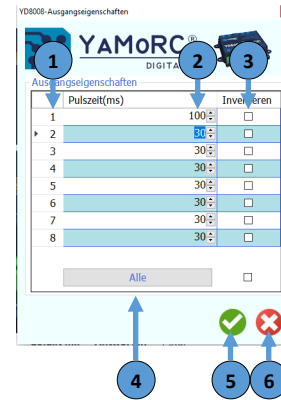 YD8008-Ausgangseigenschaften
YAMORC®
DIGITA
1 2 3
Ausgangseigenschaften
Pulszeit(ms) Invertieren
1 100
2 30
3 30
4 30
5 30
6 30
7 30
8 30
Alle
4 5 6